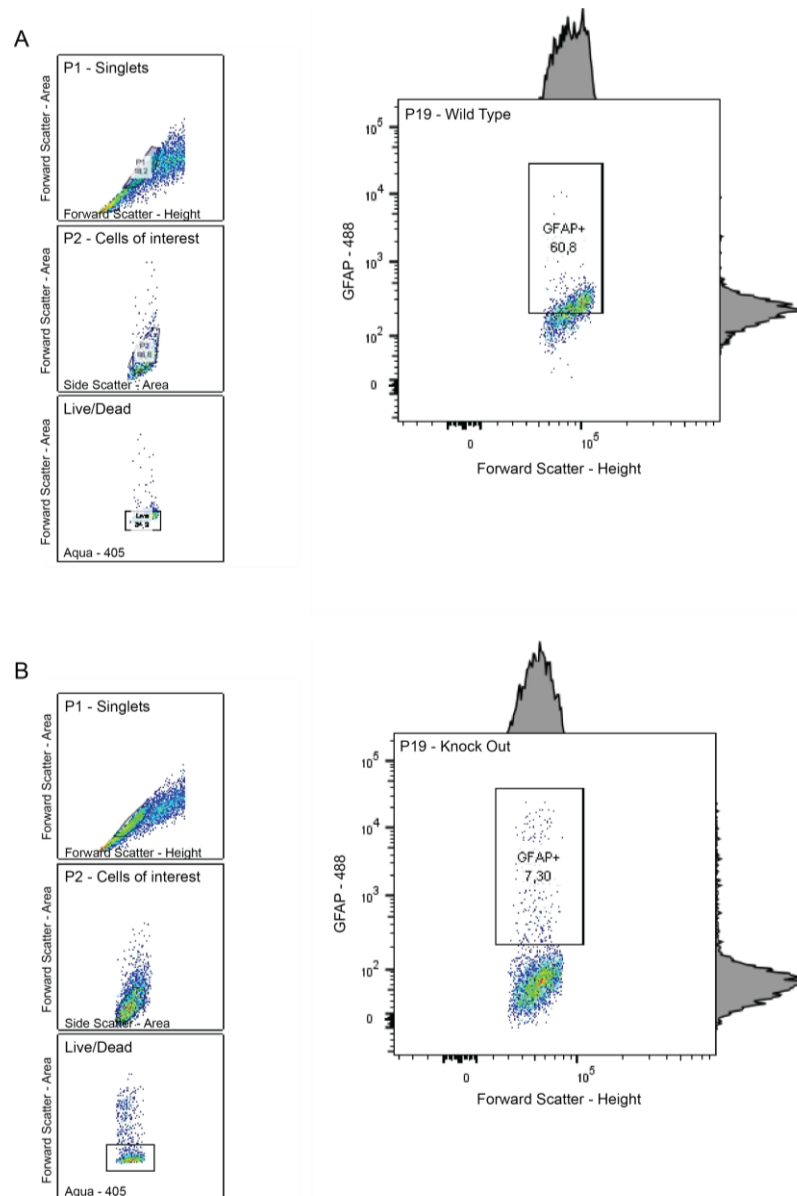 A
P1 - Singlets
Forward Scatter - Area
P1
Forward Scatter - Height
P2 - Cells of interest
Forward Scatter - Area
P2
Side Scatter - Area
Live/Dead
Forward Scatter - Area
Live
Aqua - 405
P19 - Wild Type
GFAP - 488
10^5
10^4
10^3
10^2
0
GFAP+
60,8
0
10^5
Forward Scatter - Height
B
P1 - Singlets
Forward Scatter - Area
Forward Scatter - Height
P2 - Cells of interest
Forward Scatter - Area
Side Scatter - Area
Live/Dead
Forward Scatter - Area
Aqua - 405
P19 - Knock Out
GFAP - 488
10^5
10^4
10^3
10^2
0
GFAP+
7,30
0
10^5
Forward Scatter - Height